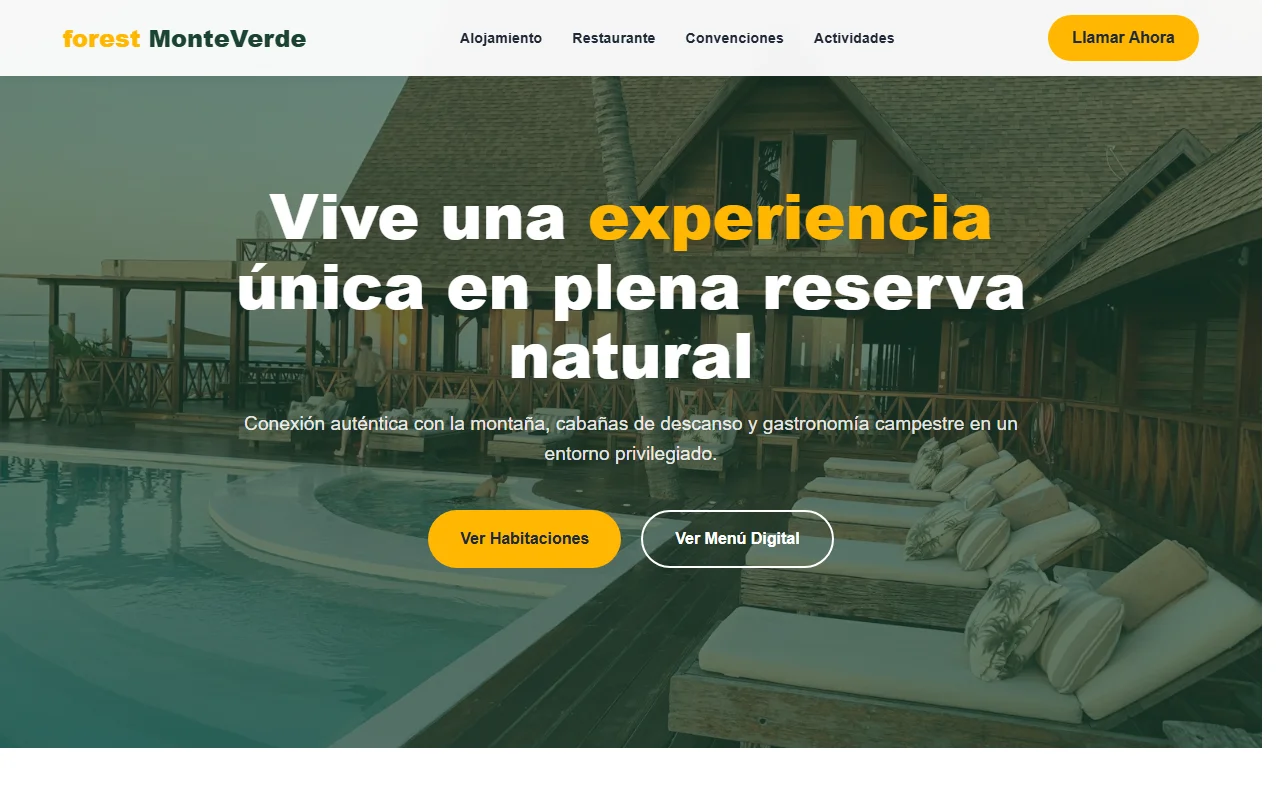 forest MonteVerde
Alojamiento
Restaurante
Convenciones
Actividades
Llamar Ahora
Vive una experiencia
única en plena reserva
natural
Conexión auténtica con la montaña, cabañas de descanso y gastronomía campestre en un
entorno privilegiado.
Ver Habitaciones
Ver Menú Digital